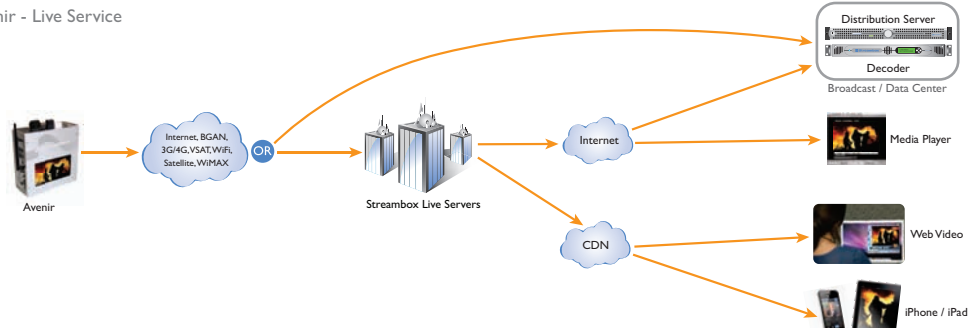 nir - Live Service
Distribution Server
Decoder
Broadcast / Data Center
Internet, BGAN,
3G/4G, VSAT, WiFi,
Satellite, WiMAX
OR
Internet
Media Player
Avenir
Streambox Live Servers
CDN
Web Video
iPhone / iPad